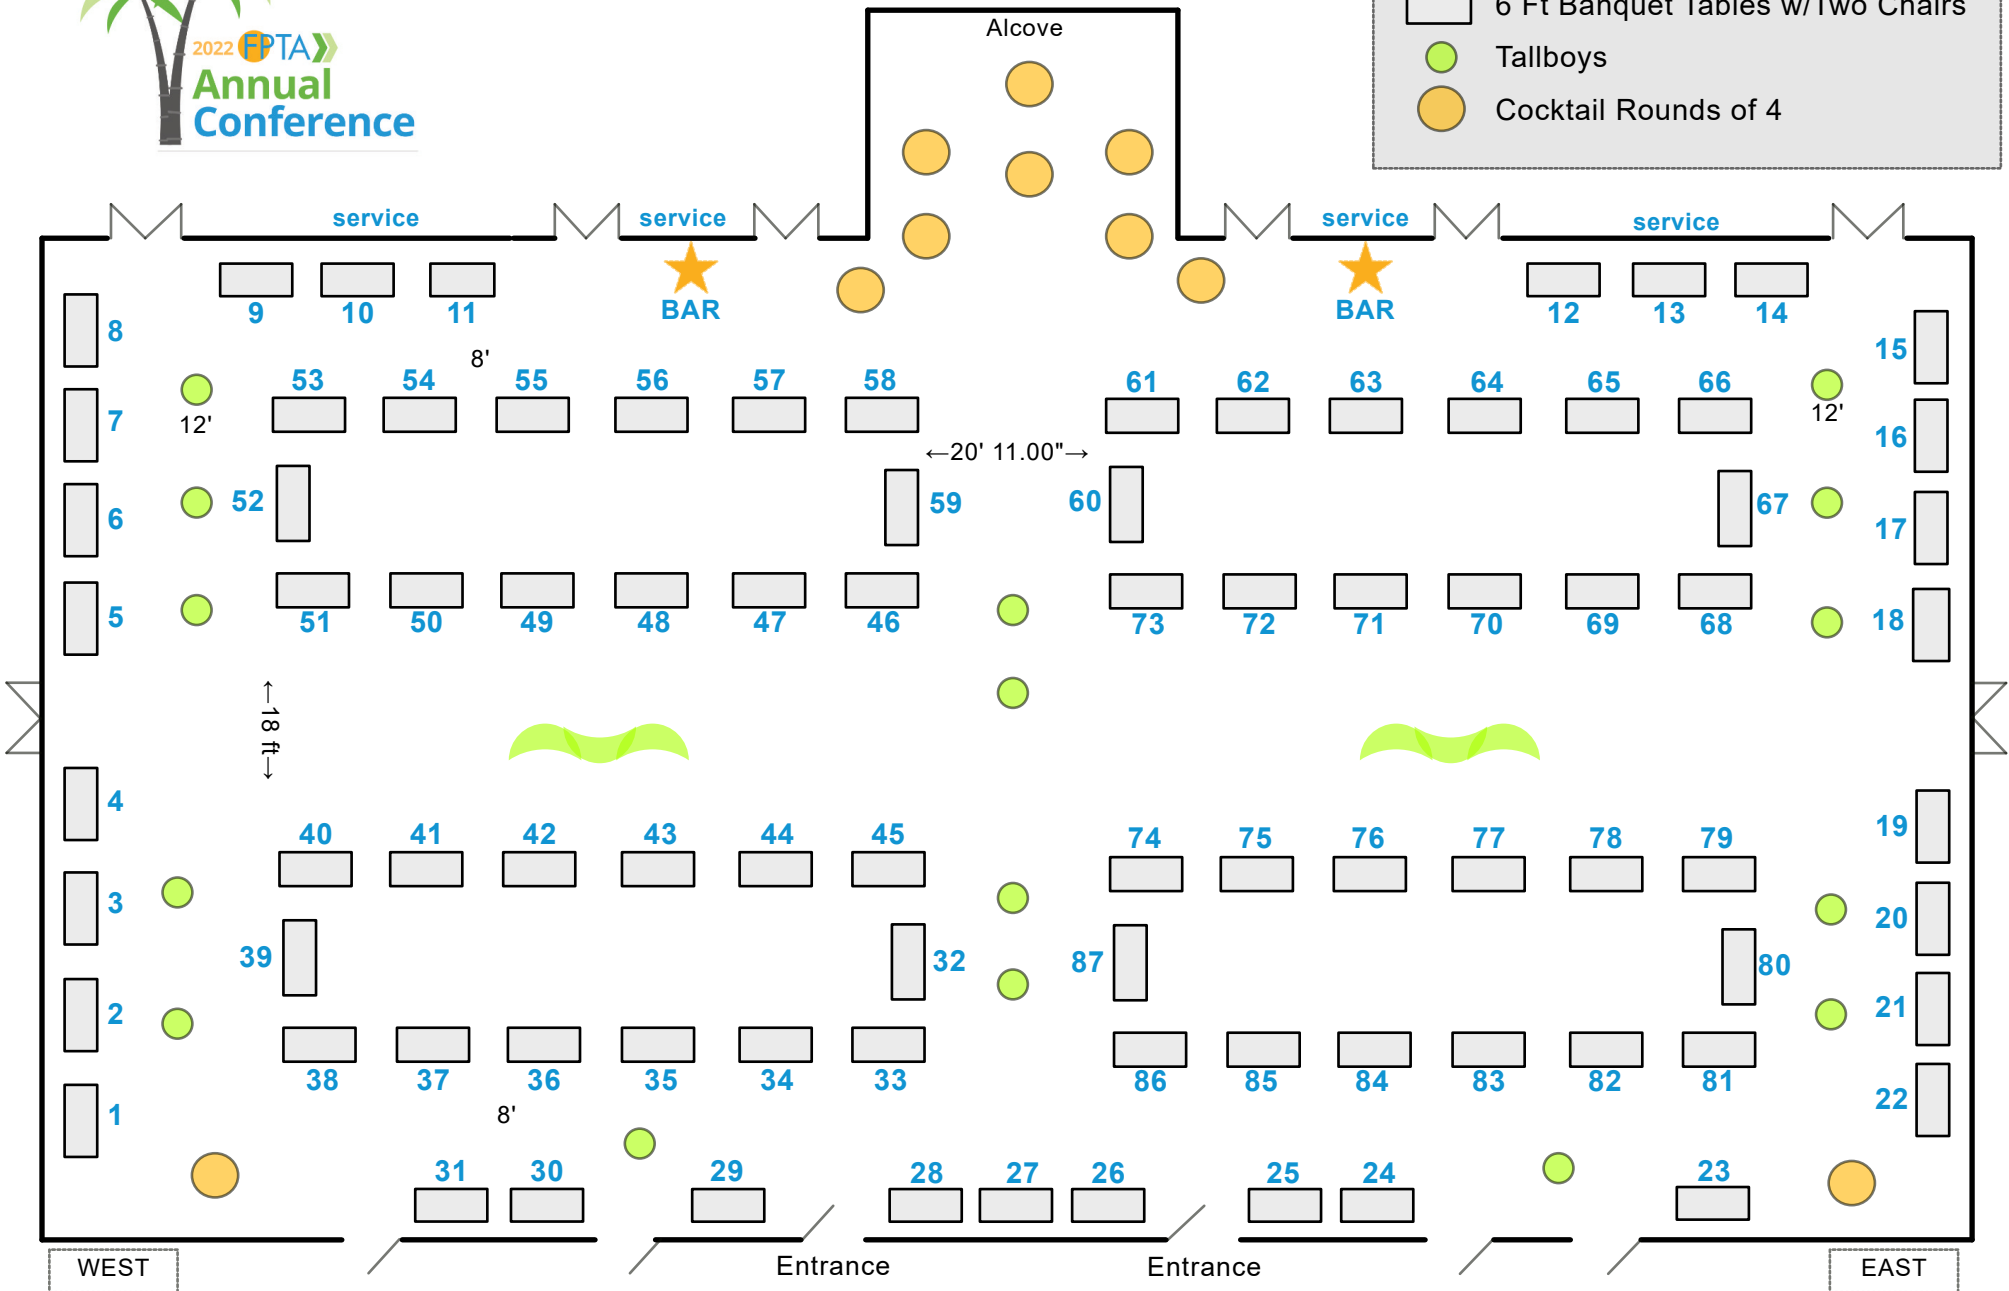 2022 FPTA
Annual
Conference
Alcove
6 Ft Banquet Tables w/Two Chairs
Tallboys
Cocktail Rounds of 4
service
service
service
service
BAR
BAR
9 10 11
12 13 14
8
7
6
5
4
3
2
1
15
16
17
18
19
20
21
22
8'
12'
12'
53 54 55 56 57 58
61 62 63 64 65 66
←20' 11.00"→
52 59 60 67
51 50 49 48 47 46
73 72 71 70 69 68
←18 ft→
40 41 42 43 44 45
74 75 76 77 78 79
39 32 87 80
38 37 36 35 34 33
86 85 84 83 82 81
8'
31 30 29 28 27 26 25 24 23
WEST
Entrance
Entrance
EAST